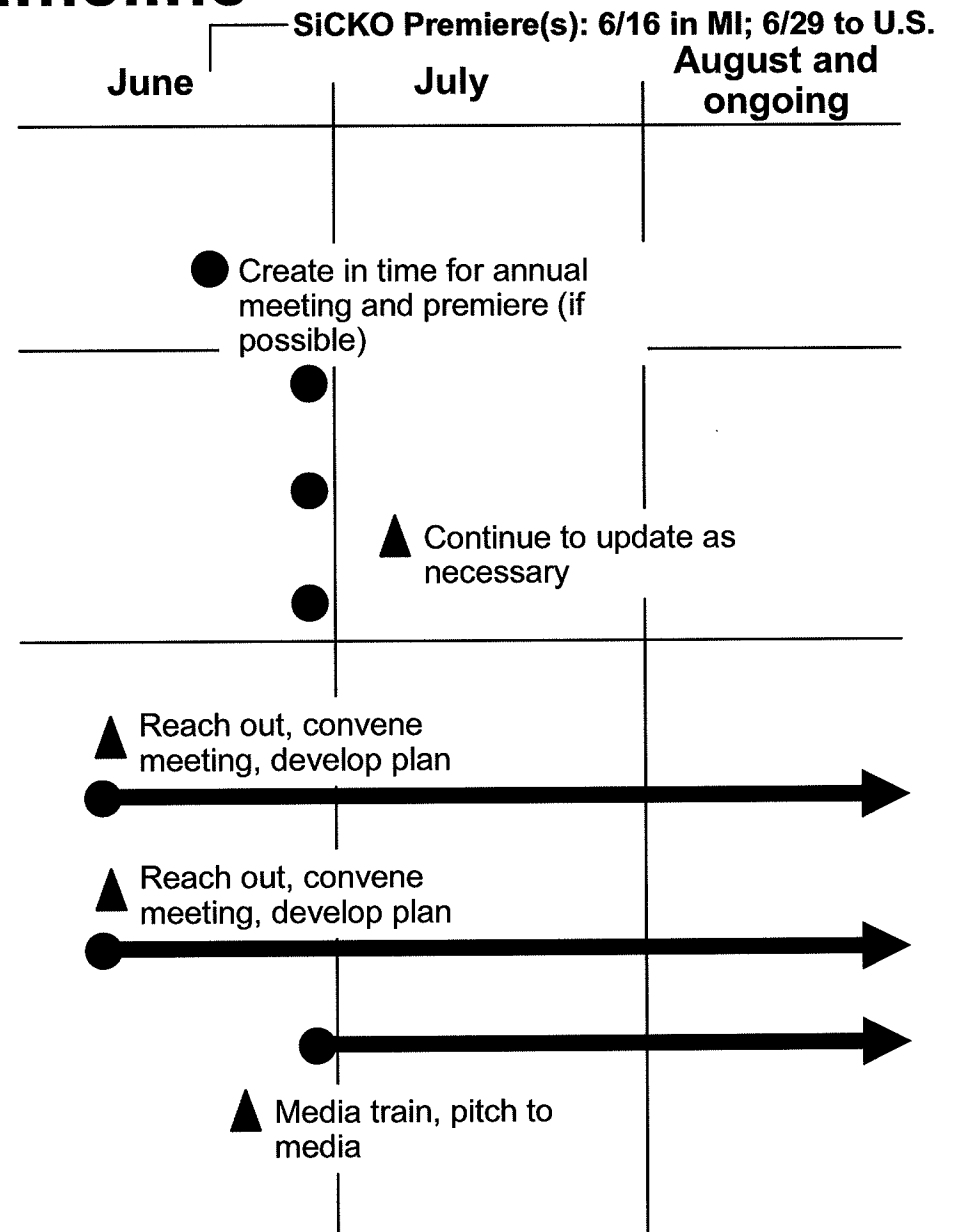 SiCKO Premiere(s): 6/16 in MI; 6/29 to U.S.
June
July
August and
ongoing
Create in time for annual
meeting and premiere (if
possible)
Continue to update as
necessary
Reach out, convene
meeting, develop plan
Reach out, convene
meeting, develop plan
Media train, pitch to
media